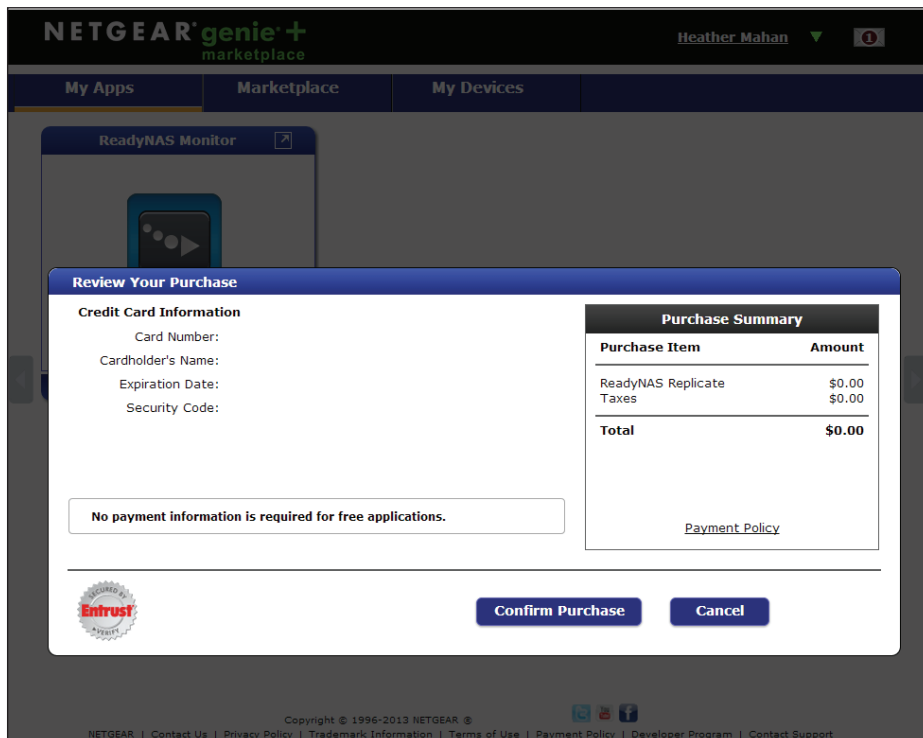 NETGEAR® genie®+
marketplace
Heather Mahan
1
My Apps
Marketplace
My Devices
ReadyNAS Monitor
Review Your Purchase
Credit Card Information
Card Number:
Cardholder's Name:
Expiration Date:
Security Code:
No payment information is required for free applications.
Purchase Summary
Purchase Item Amount
ReadyNAS Replicate $0.00
Taxes $0.00
Total $0.00
Payment Policy
SECURED BY
Entrust
VERIFY
Confirm Purchase
Cancel
Copyright © 1996-2013 NETGEAR ®
NETGEAR | Contact Us | Privacy Policy | Trademark Information | Terms of Use | Payment Policy | Developer Program | Contact Support